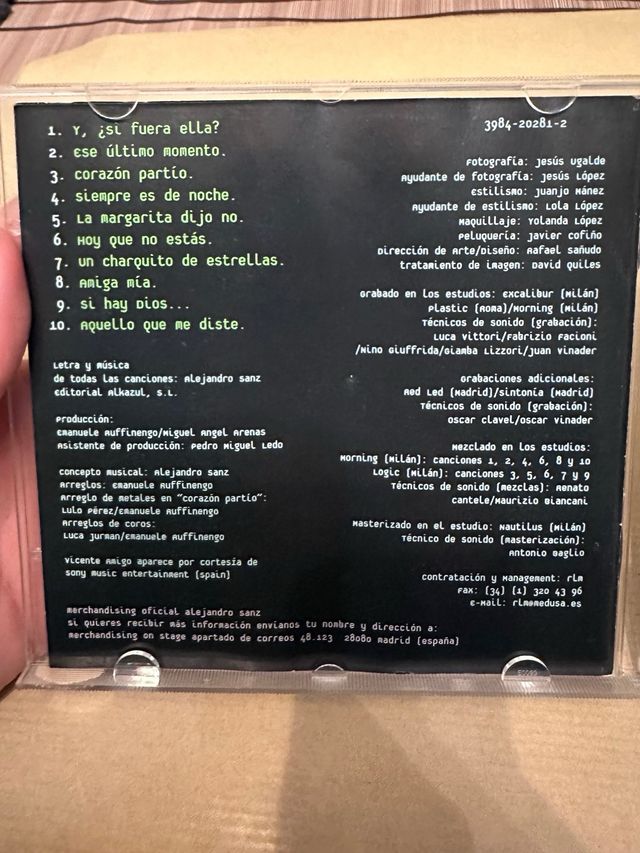 1. Y, ¿si fuera ella?
2. Ese último momento.
3. corazón partío.
4. siempre es de noche.
5. La margarita dijo no.
6. Hoy que no estás.
7. un charquito de estrellas.
8. Amiga mía.
9. si hay Dios...
10. Aquello que me diste.
Letra y música
de todas las canciones: Alejandro sanz
Editorial Alkazul, S.L.
Producción:
Emanuele Ruffinengo/Miguel Angel Arenas
Asistente de producción: Pedro Miguel Ledo
concepto musical: Alejandro sanz
Arreglos: Emanuele Ruffinengo
Arreglo de metales en "corazón partío":
Lulo Pérez/Emanuele Ruffinengo
Arreglos de coros:
Luca Jurman/Emanuele Ruffinengo
vicente Amigo aparece por cortesía de
sony music entertainment (spain)
3984-20281-2
Fotografía: Jesús Ugalde
Ayudante de fotografía: Jesús López
Estilismo: Juanjo Mánez
Ayudante de estilismo: Lola López
Maquillaje: Yolanda López
Peluquería: Javier Cofiño
Dirección de Arte/Diseño: Rafael sañudo
tratamiento de imagen: David Quiles
Grabado en los estudios: Excalibur (Milán)
Plastic (Roma)/Morning (Milán)
Técnicos de sonido (grabación):
Luca Vittori/Fabrizio Facioni
/Nino Giuffrida/Giamba Lizzori/Juan Vinader
Grabaciones adicionales:
Red Led (Madrid)/sintonía (Madrid)
Técnicos de sonido (grabación):
Oscar Clavel/Oscar Vinader
Mezclado en los estudios:
Morning (Milán): canciones 1, 2, 4, 6, 8 y 10
Logic (Milán): canciones 3, 5, 6, 7 y 9
Técnicos de sonido (mezclas): Renato
Cantele/Maurizio Biancani
Masterizado en el estudio: Nautilus (Milán)
Técnico de sonido (masterización):
Antonio Baglio
contratación y Management: rlm
Fax: (34) (1) 320 43 96
E-mail: rlm@medusa.es
merchandising oficial alejandro sanz
si quieres recibir más información envíanos tu nombre y dirección a:
merchandising on stage apartado de correos 48.123 28080 madrid (españa)